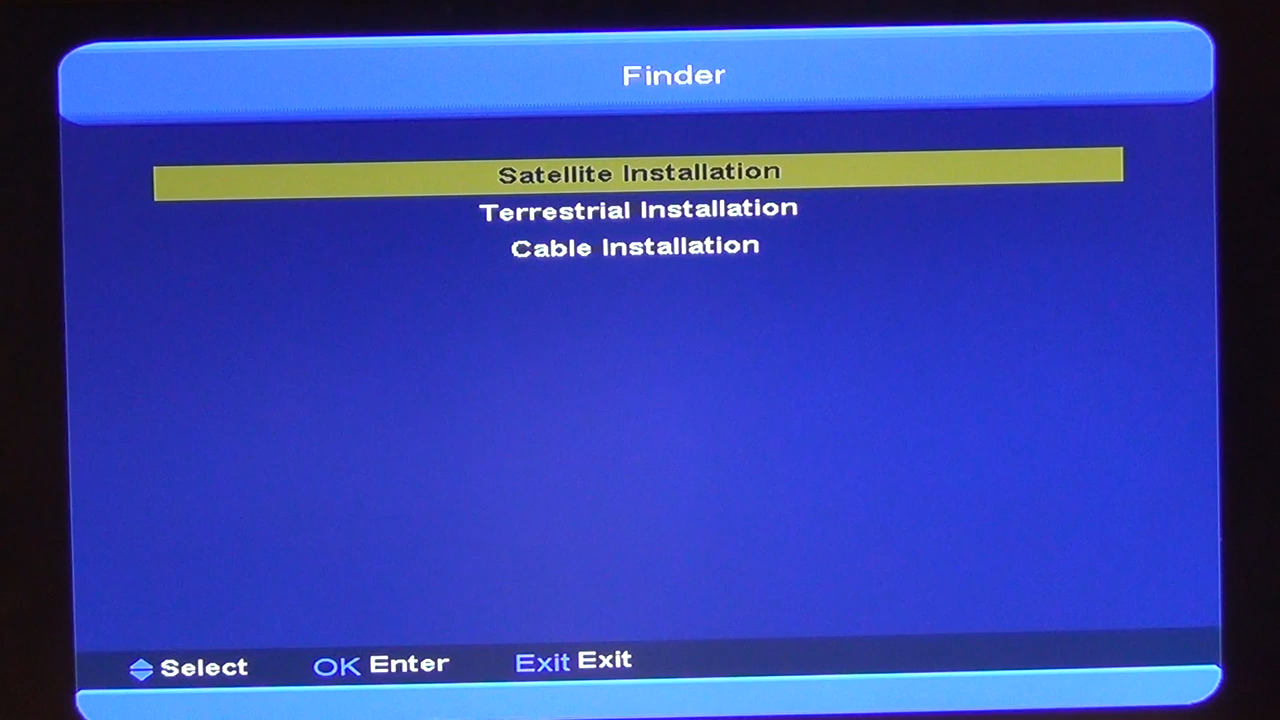 Finder
Satellite Installation
Terrestrial Installation
Cable Installation
Select OK Enter Exit Exit